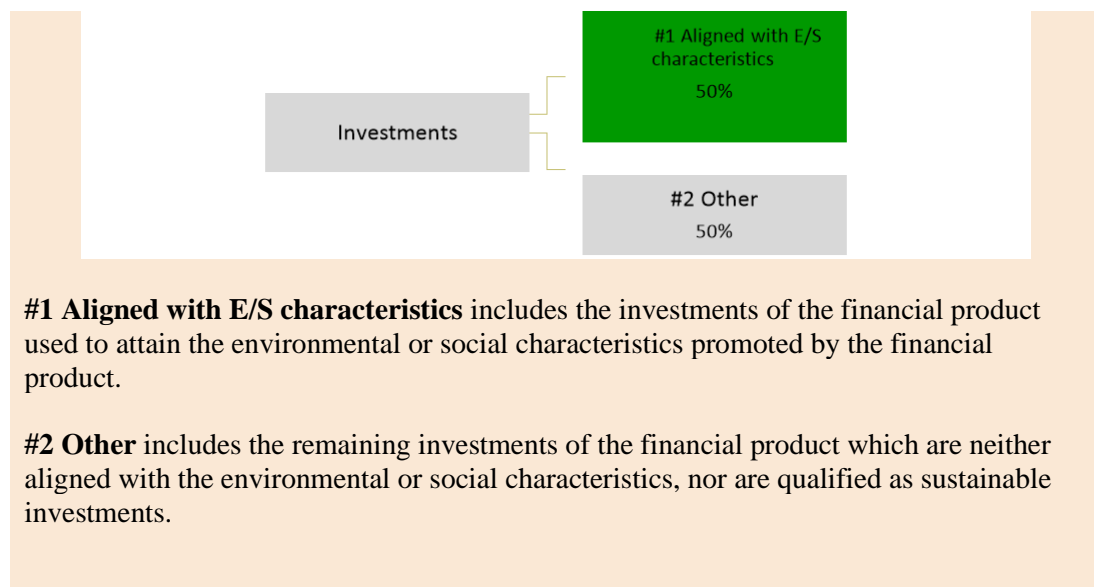 #1 Aligned with E/S
characteristics
50%
Investments
#2 Other
50%
#1 Aligned with E/S characteristics includes the investments of the financial product
used to attain the environmental or social characteristics promoted by the financial
product.
#2 Other includes the remaining investments of the financial product which are neither
aligned with the environmental or social characteristics, nor are qualified as sustainable
investments.